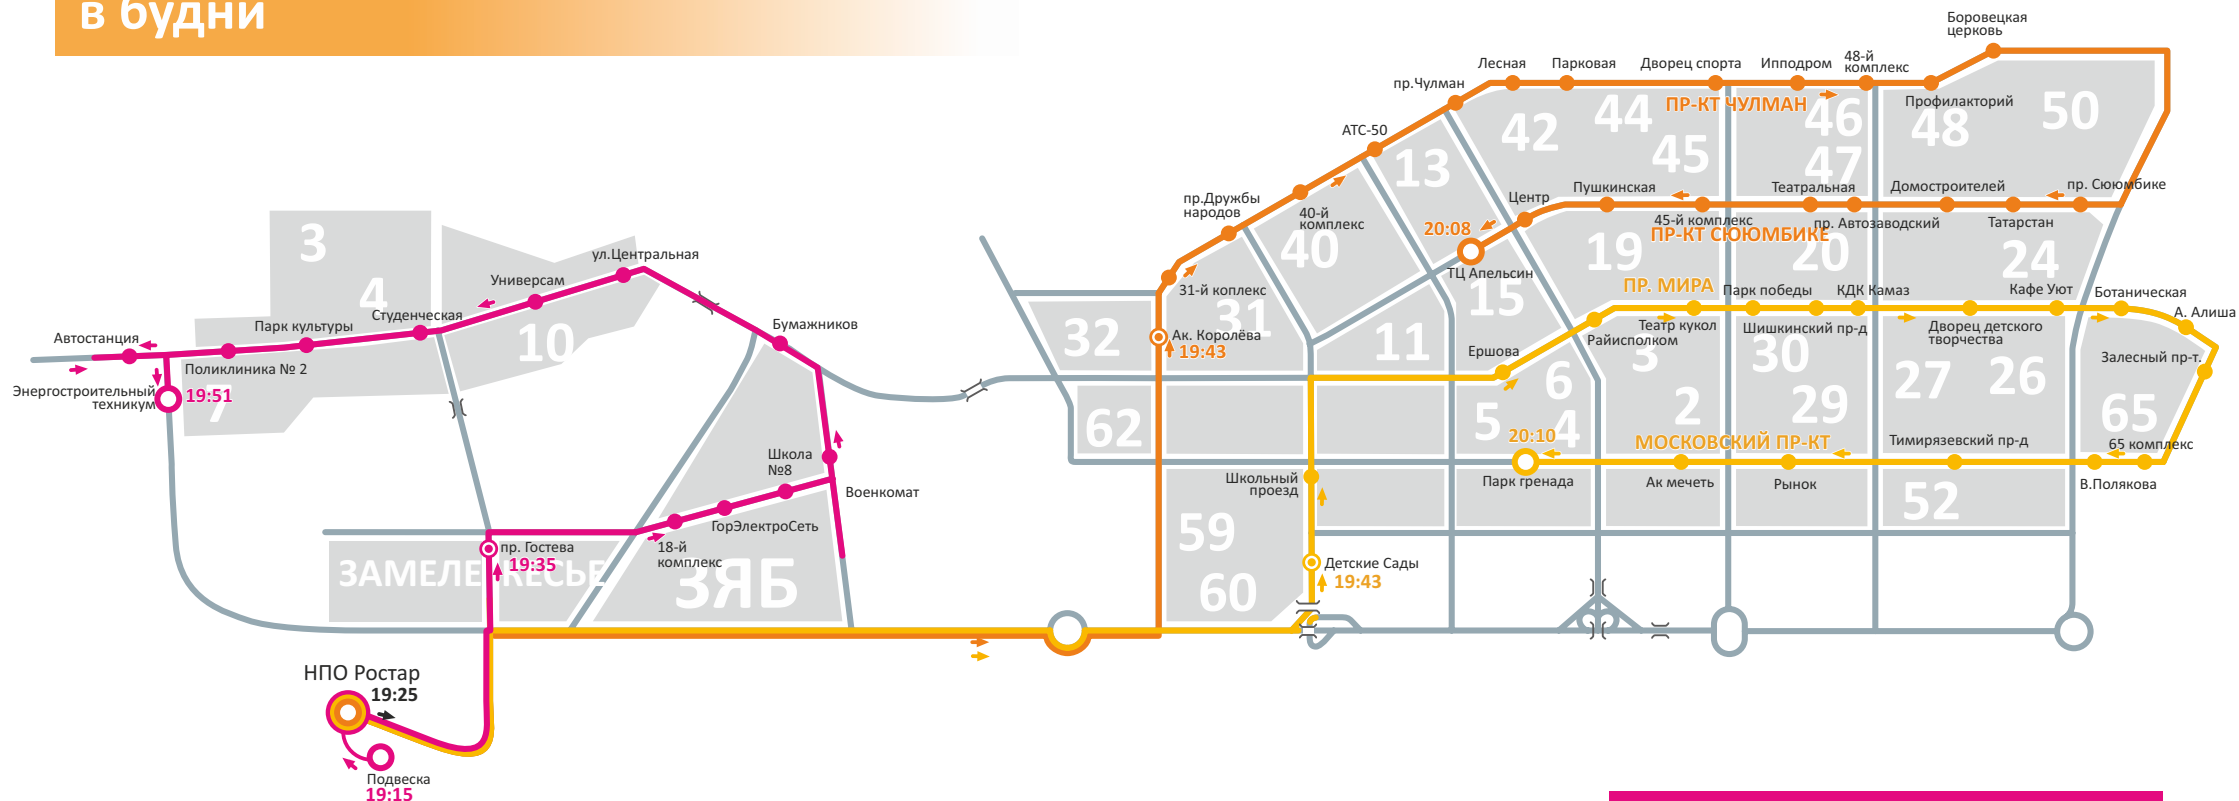 в будни
Боровецкая
церковь
Лесная
Парковая
Дворец спорта
Ипподром
48-й
комплекс
пр.Чулман
ПР-КТ ЧУЛМАН
Профилакторий
АТС-50
42
44
45
46
47
48
50
13
пр.Дружбы
народов
40-й
комплекс
40
Центр
Пушкинская
45-й комплекс
ПР-КТ СЮЮМБИКЕ
Театральная
пр. Автозаводский
Домостроителей
Татарстан
пр. Сююмбике
20:08
ТЦ Апельсин
19
20
24
15
31-й коплекс
31
32
Ак. Королёва
19:43
11
ПР. МИРА
Театр кукол
Парк победы
Шишкинский пр-д
КДК Камаз
Дворец детского
творчества
Кафе Уют
Ботаническая
А. Алиша
Залесный пр-т.
Ершова
Райисполком
3
30
6
5
4
2
29
27
26
65
62
20:10
Парк гренада
МОСКОВСКИЙ ПР-КТ
Ак мечеть
Рынок
Тимирязевский пр-д
65 комплекс
В.Полякова
52
Школьный
проезд
59
60
Детские Сады
19:43
3
4
ул.Центральная
Универсам
Студенческая
10
Парк культуры
Автостанция
Поликлиника № 2
Энергостроительный
техникум
19:51
7
Бумажников
Школа
№8
Военкомат
ГорЭлектроСеть
18-й
комплекс
ЗЯБ
пр. Гостева
19:35
НПО Ростар
19:25
Подвеска
19:15